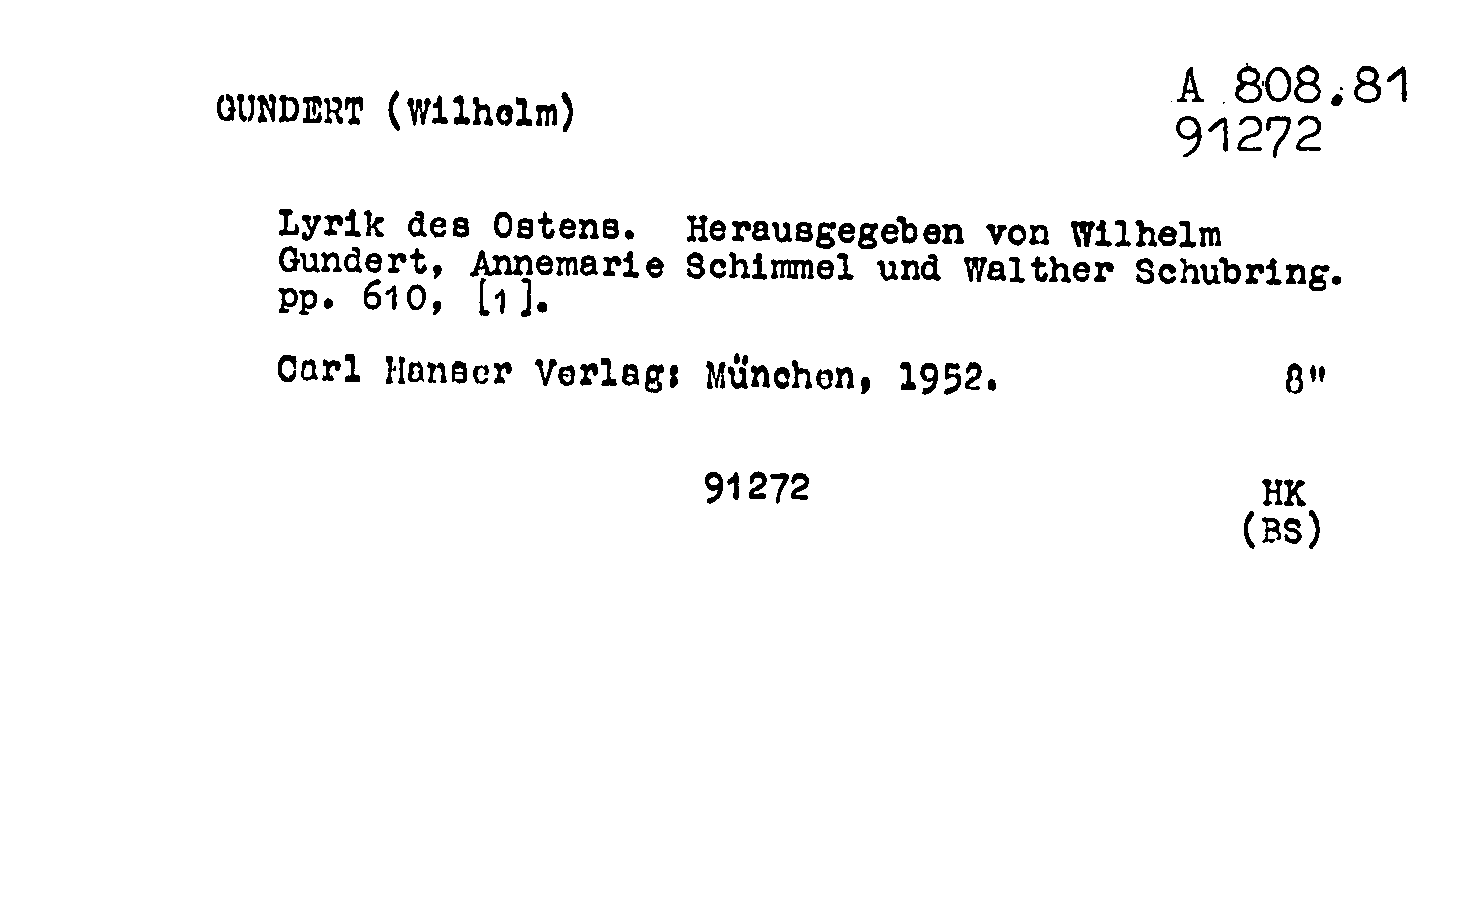 GUNDERT (Wilhelm)
A 808.81
91272
Lyrik des Ostens. Herausgegeben von Wilhelm
Gundert, Annemarie Schimmel und Walther Schubring.
pp. 610, [1].
Carl Hanser Verlag: München, 1952. 8"
91272
HK
(BS)